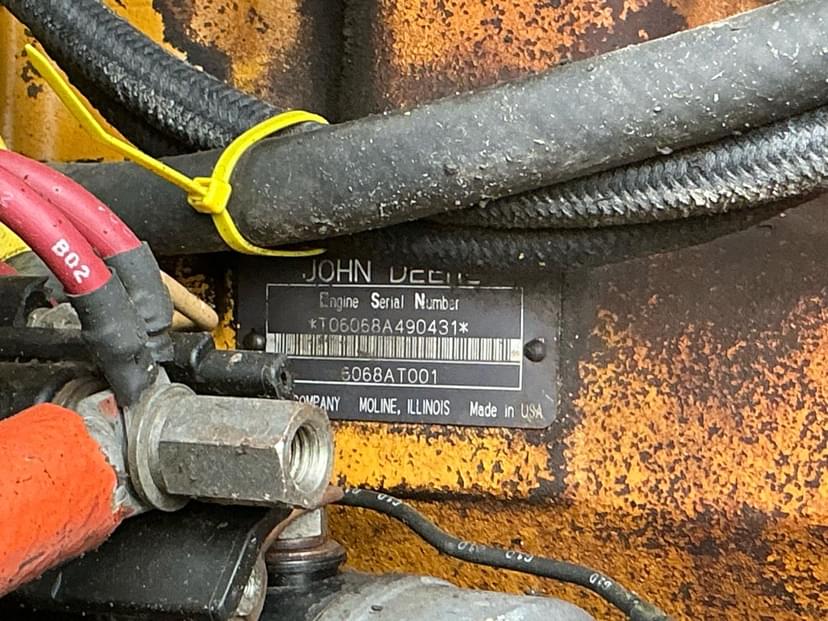 B02
JOHN DEERE
Engine Serial Number
*T06068A490431*
6068AT001
COMPANY MOLINE, ILLINOIS Made in USA